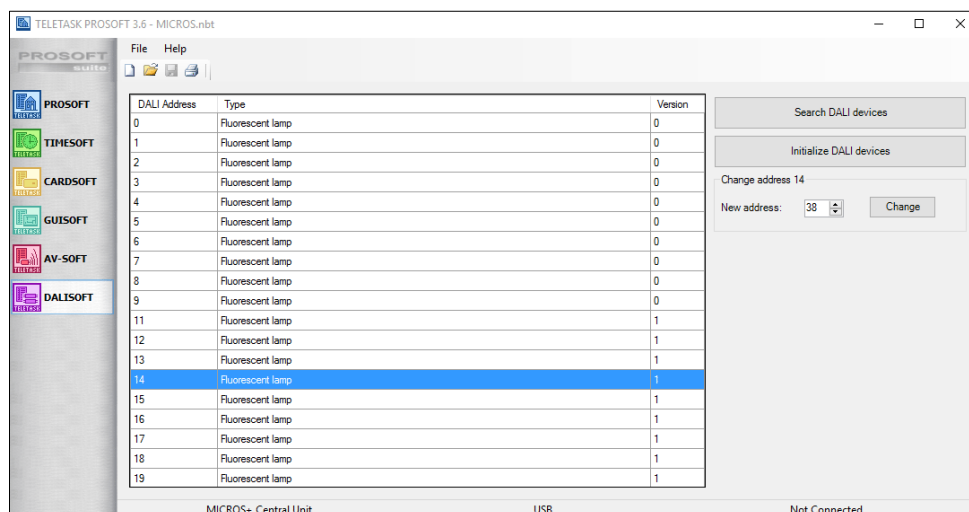 TELETASK PROSOFT 3.6 - MICROS.nbt
PROSOFT
suite
File Help
TELETASK PROSOFT
TELETASK TIMESOFT
TELETASK CARDSOFT
TELETASK GUISOFT
TELETASK AV-SOFT
TELETASK DALISOFT
DALI Address Type Version
0 Fluorescent lamp 0
1 Fluorescent lamp 0
2 Fluorescent lamp 0
3 Fluorescent lamp 0
4 Fluorescent lamp 0
5 Fluorescent lamp 0
6 Fluorescent lamp 0
7 Fluorescent lamp 0
8 Fluorescent lamp 0
9 Fluorescent lamp 0
11 Fluorescent lamp 1
12 Fluorescent lamp 1
13 Fluorescent lamp 1
14 Fluorescent lamp 1
15 Fluorescent lamp 1
16 Fluorescent lamp 1
17 Fluorescent lamp 1
18 Fluorescent lamp 1
19 Fluorescent lamp 1
Search DALI devices
Initialize DALI devices
Change address 14
New address: 38 Change
MICROS+ Central Unit USB Not Connected